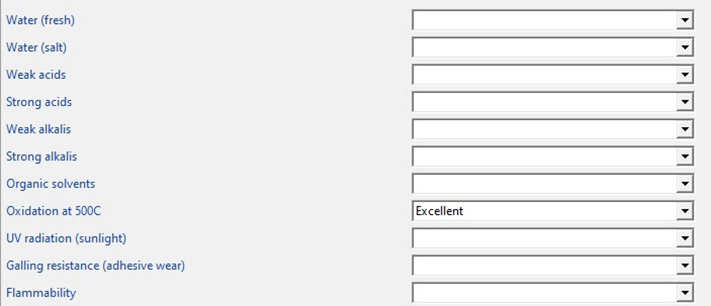 Water (fresh)
Water (salt)
Weak acids
Strong acids
Weak alkalis
Strong alkalis
Organic solvents
Oxidation at 500C Excellent
UV radiation (sunlight)
Galling resistance (adhesive wear)
Flammability